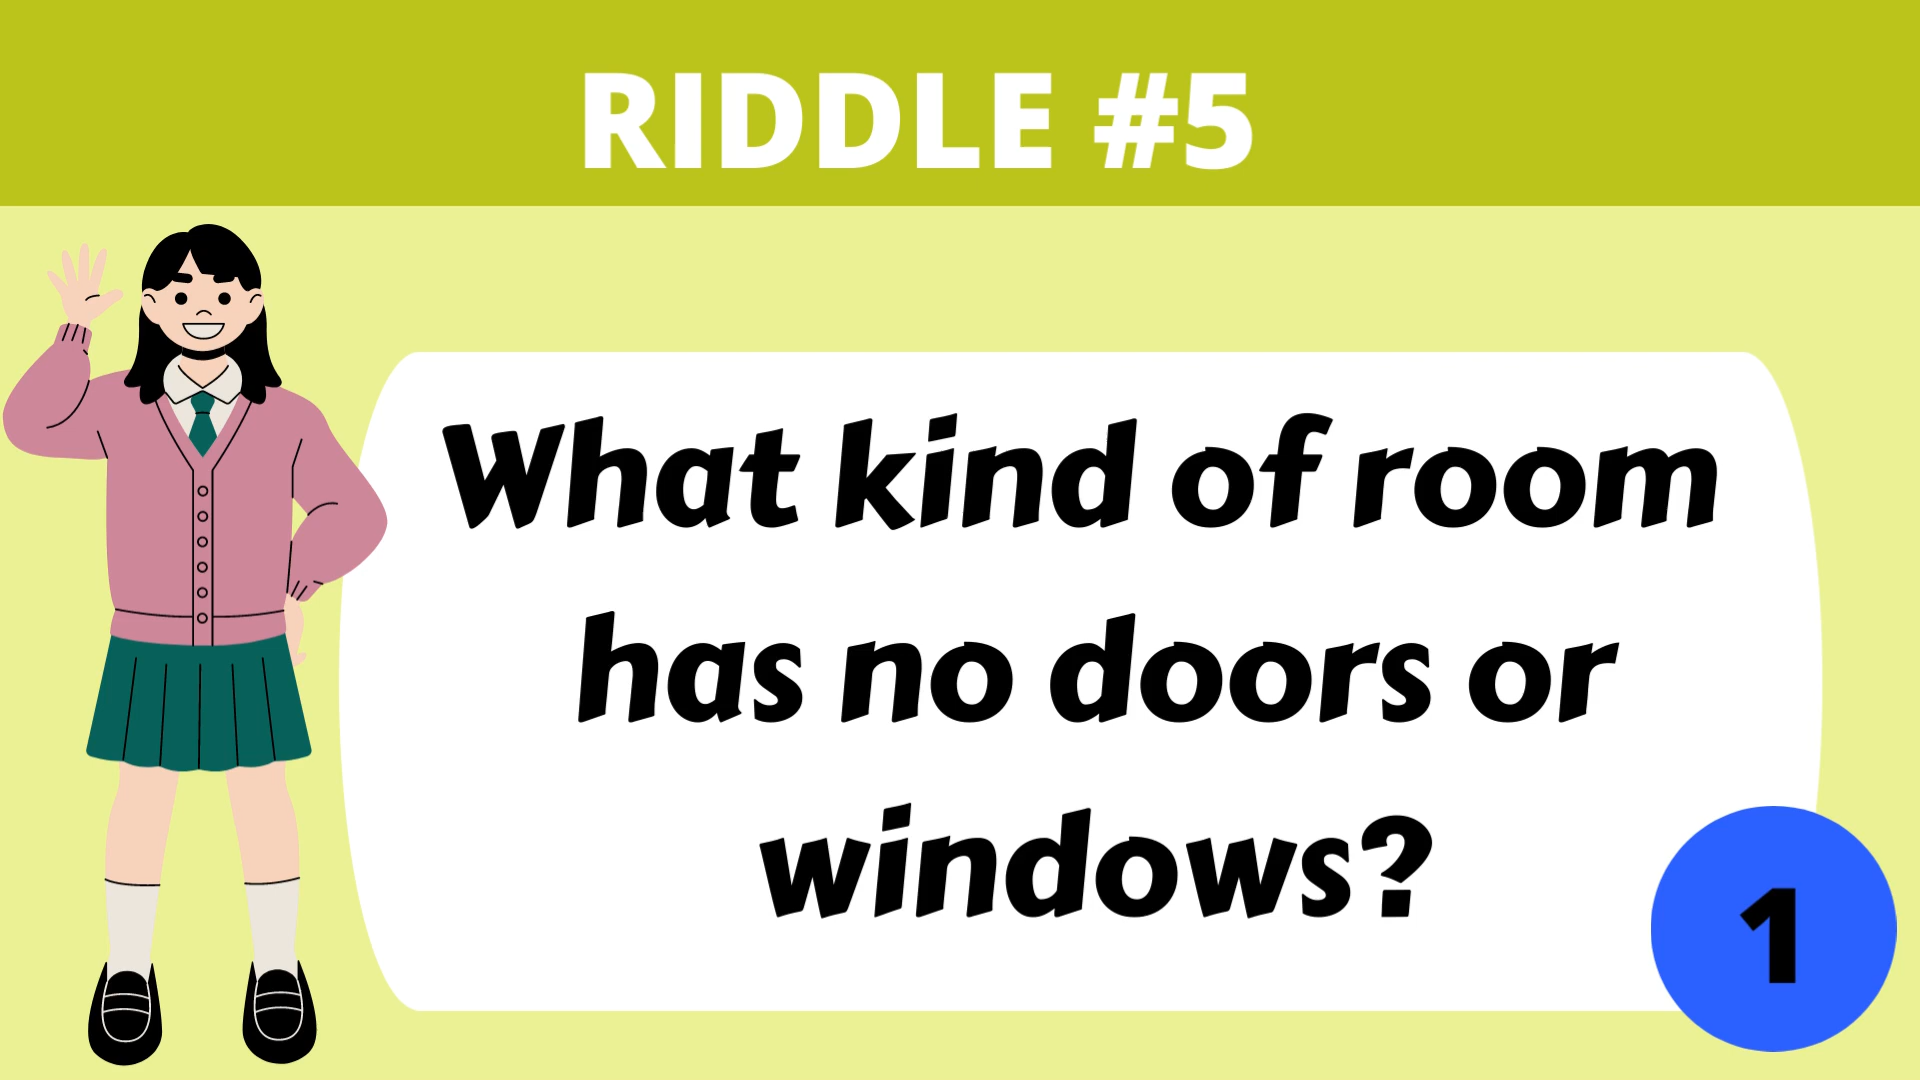 RIDDLE #5
What kind of room
has no doors or
windows?
1